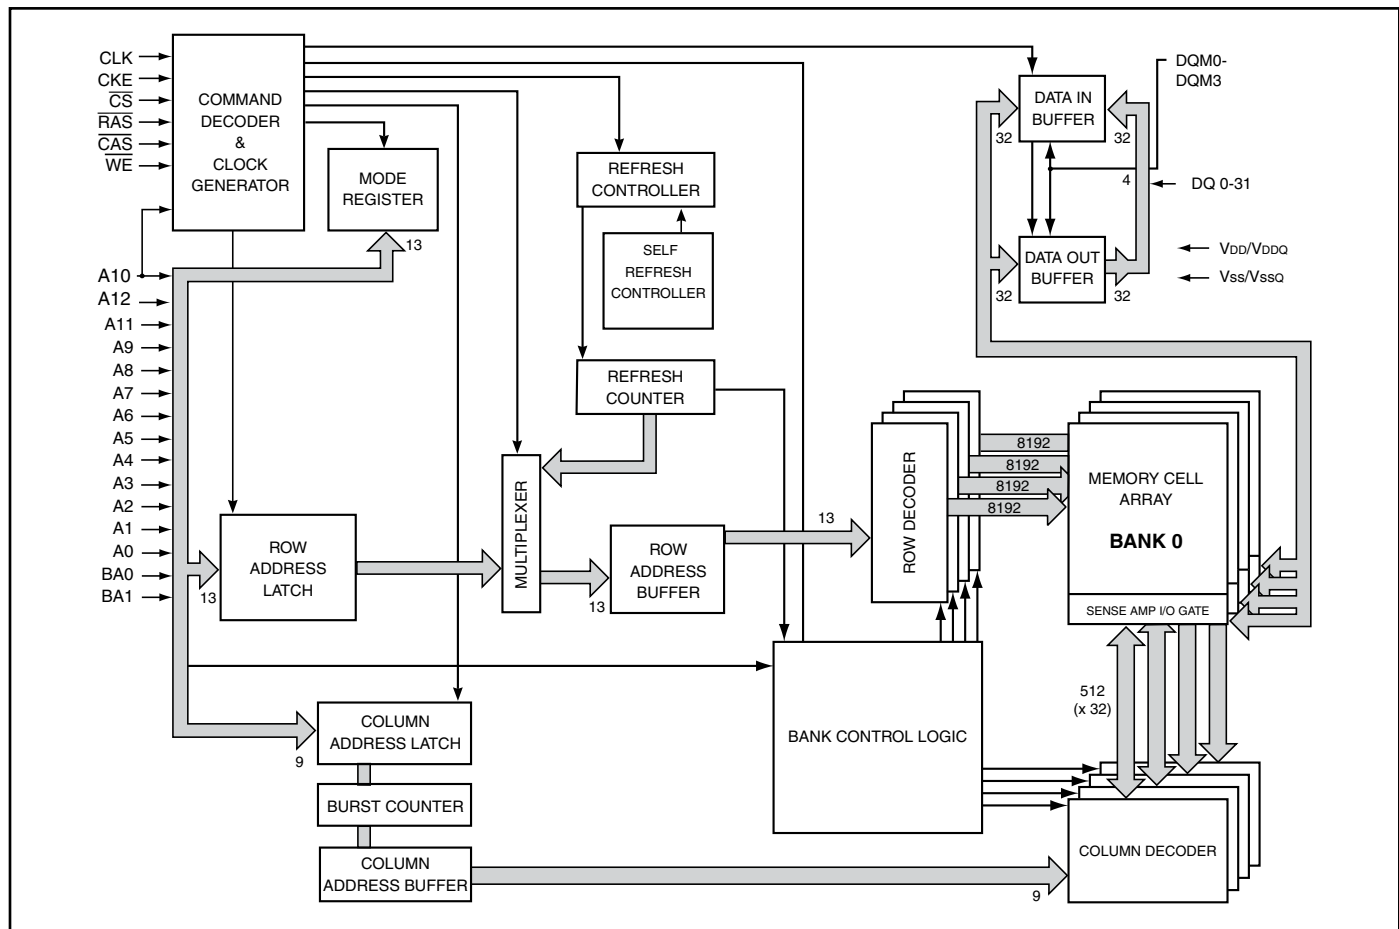 CLK
CKE
CS
RAS
CAS
WE
A10
A12
A11
A9
A8
A7
A6
A5
A4
A3
A2
A1
A0
BA0
BA1
COMMAND
DECODER
&
CLOCK
GENERATOR
MODE
REGISTER
13
REFRESH
CONTROLLER
SELF
REFRESH
CONTROLLER
REFRESH
COUNTER
DATA IN
BUFFER
32
32
DQM0-
DQM3
4
DQ 0-31
DATA OUT
BUFFER
32
32
VDD/VDDQ
Vss/VssQ
13
ROW
ADDRESS
LATCH
MULTIPLEXER
13
ROW
ADDRESS
BUFFER
13
ROW DECODER
8192
8192
8192
8192
MEMORY CELL
ARRAY
BANK 0
SENSE AMP I/O GATE
512
(x 32)
BANK CONTROL LOGIC
9
COLUMN
ADDRESS LATCH
BURST COUNTER
COLUMN
ADDRESS BUFFER
9
COLUMN DECODER